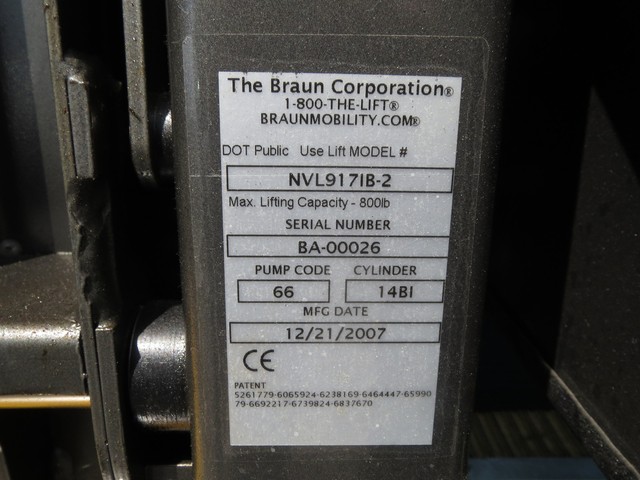 The Braun Corporation®
1-800-THE-LIFT®
BRAUNMOBILITY.COM®
DOT Public Use Lift MODEL #
NVL917IB-2
Max. Lifting Capacity - 800lb
SERIAL NUMBER
BA-00026
PUMP CODE CYLINDER
66 14BI
MFG DATE
12/21/2007
CE
PATENT
5261779-6065924-6238169-6464447-65990
79-6692217-6739824-6837670